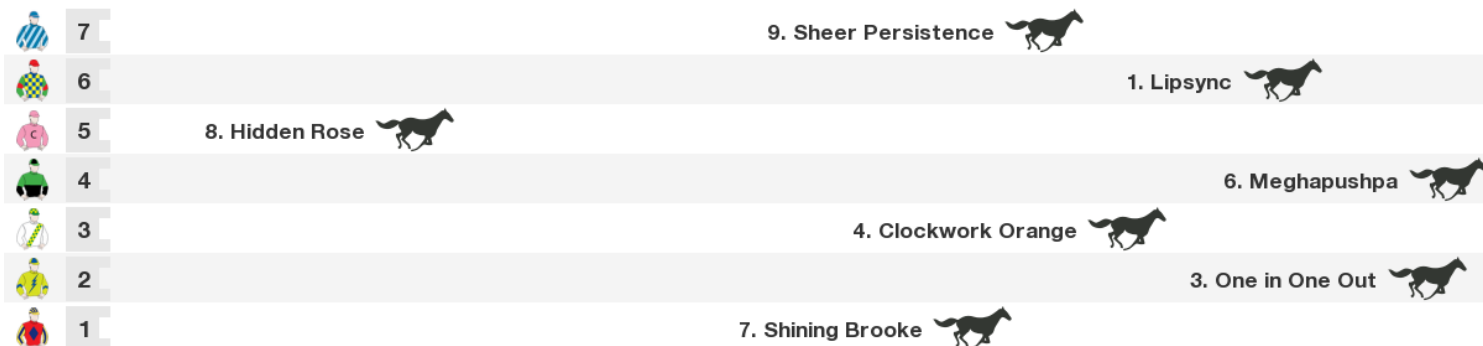 7 9. Sheer Persistence
6 1. Lipsync
C 5 8. Hidden Rose
4 6. Meghapushpa
3 4. Clockwork Orange
2 3. One in One Out
1 7. Shining Brooke